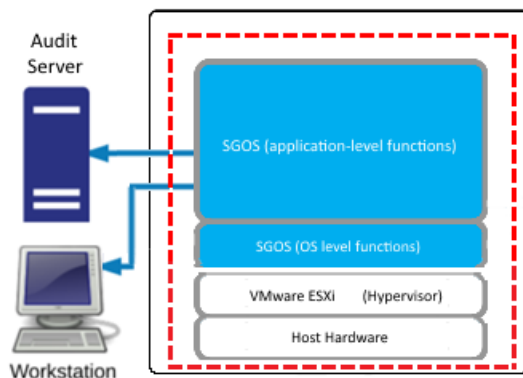 Audit
Server
SGOS (application-level functions)
SGOS (OS level functions)
VMware ESXi (Hypervisor)
Host Hardware
Workstation